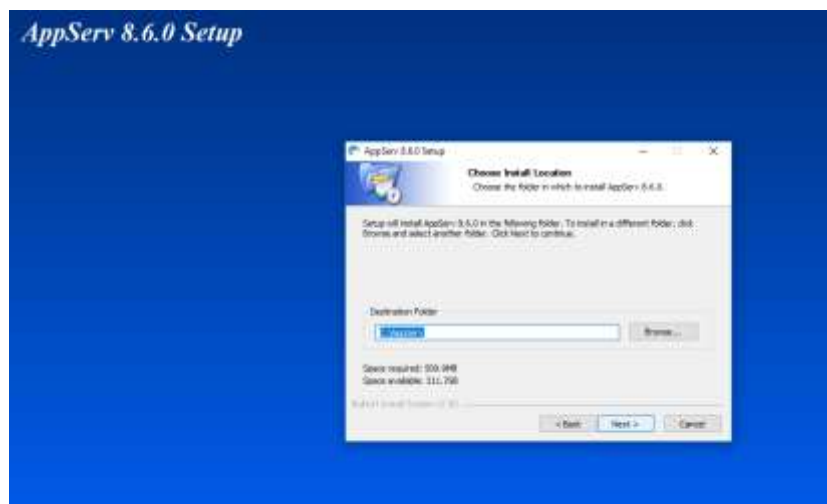 AppServ 8.6.0 Setup
AppServ 8.6.0 Setup
Choose Install Location
Choose the folder in which to install AppServ 8.6.0.
Setup will install AppServ 8.6.0 in the following folder. To install in a different folder, click
Browse and select another folder. Click Next to continue.
Destination Folder
C:\AppServ
Browse...
Space required:
Space available: 111.7GB
< Back
Next >
Cancel